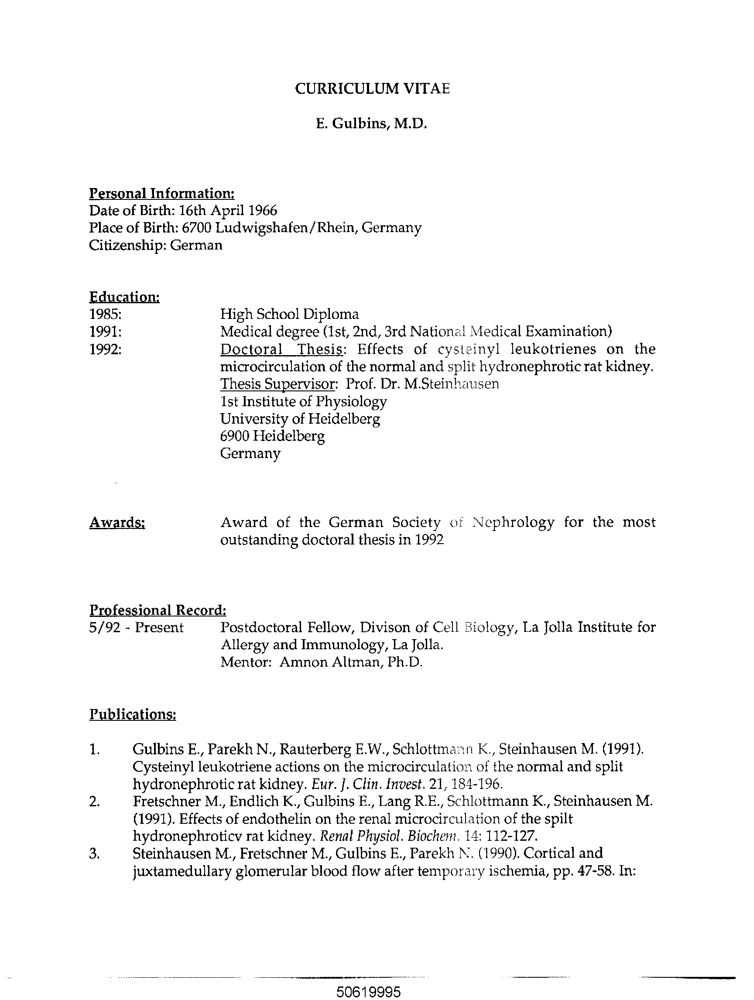 CURRICULUM VITAE
E. Gulbins, M.D.
Personal Information:
Date of Birth: 16th April 1966
Place of Birth: 6700 Ludwigshafen/Rhein, Germany
Citizenship: German
Education:
1985: High School Diploma
1991: Medical degree (1st, 2nd, 3rd National Medical Examination)
1992: Doctoral Thesis: Effects of cysteinyl leukotrienes on the
microcirculation of the normal and split hydronephrotic rat kidney.
Thesis Supervisor: Prof. Dr. M.Steinhausen
1st Institute of Physiology
University of Heidelberg
6900 Heidelberg
Germany
Awards: Award of the German Society of Nephrology for the most
outstanding doctoral thesis in 1992
Professional Record:
5/92 - Present Postdoctoral Fellow, Divison of Cell Biology, La Jolla Institute for
Allergy and Immunology, La Jolla.
Mentor: Amnon Altman, Ph.D.
Publications:
1. Gulbins E., Parekh N., Rauterberg E.W., Schlottmann K., Steinhausen M. (1991).
Cysteinyl leukotriene actions on the microcirculation of the normal and split
hydronephrotic rat kidney. Eur. J. Clin. Invest. 21, 184-196.
2. Fretschner M., Endlich K., Gulbins E., Lang R.E., Schlottmann K., Steinhausen M.
(1991). Effects of endothelin on the renal microcirculation of the spilt
hydronephroticv rat kidney. Renal Physiol. Biochem. 14: 112-127.
3. Steinhausen M., Fretschner M., Gulbins E., Parekh N. (1990). Cortical and
juxtamedullary glomerular blood flow after temporary ischemia, pp. 47-58. In:
50619995